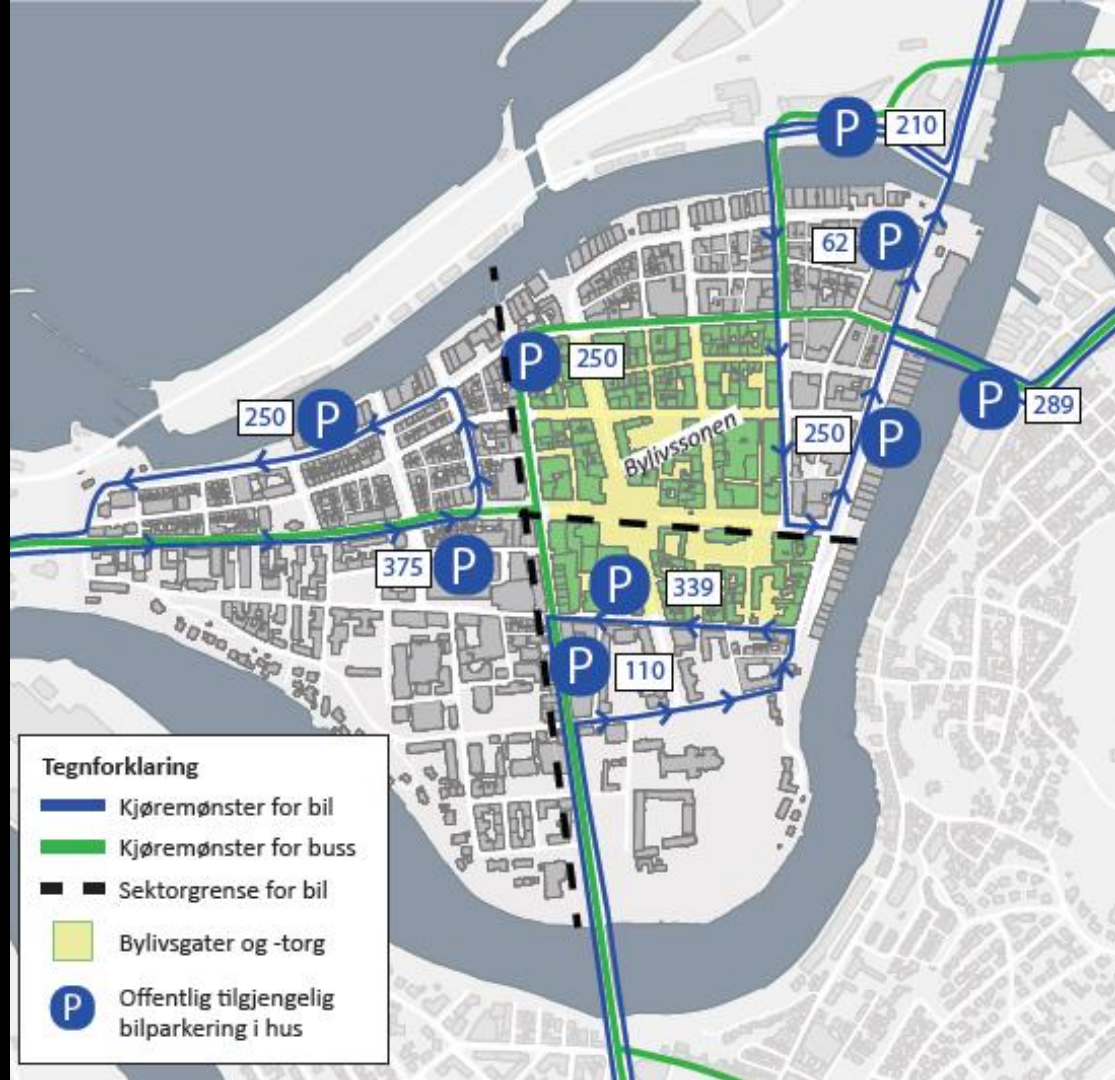 P 210
62 P
P 250
250 P
Bylivssonen
250 P
P 289
375 P
P 339
P 110
Tegnforklaring
Kjøremønster for bil
Kjøremønster for buss
Sektorgrense for bil
Bylivsgater og -torg
P Offentlig tilgjengelig
bilparkering i hus